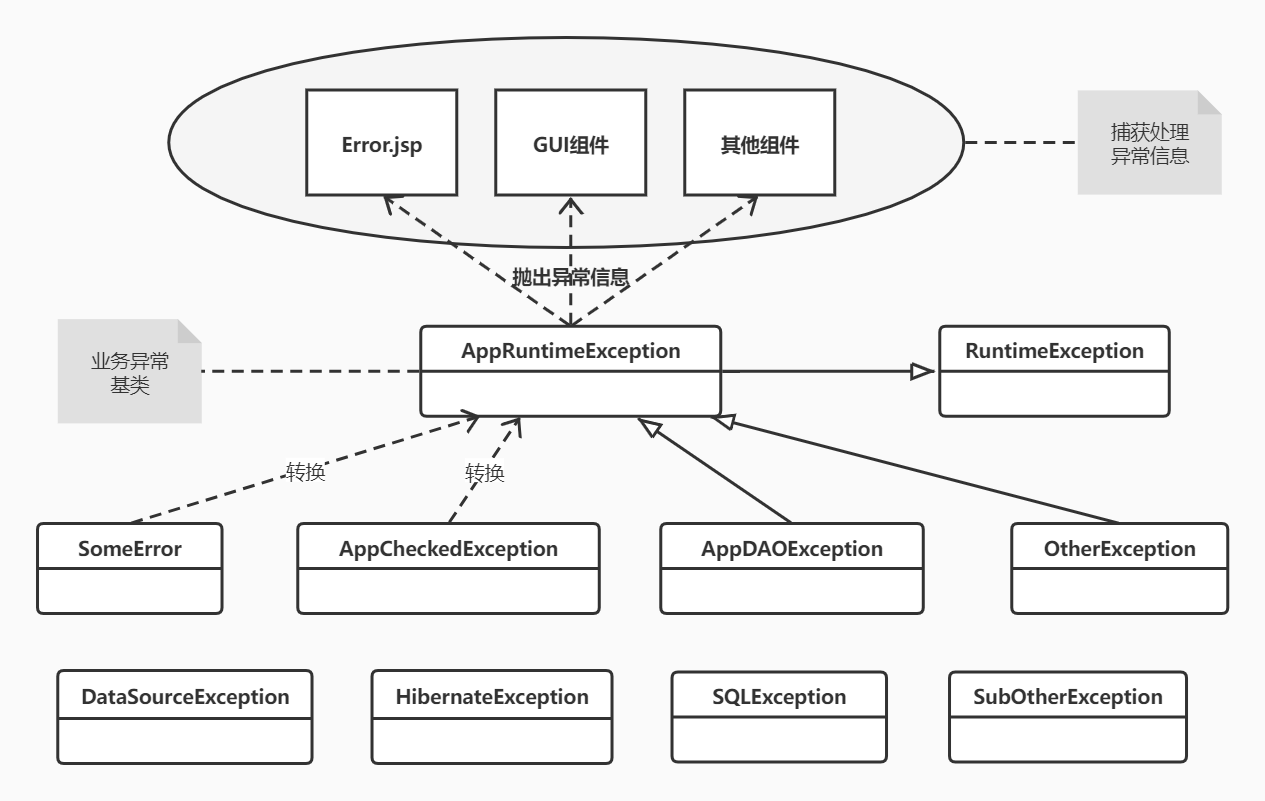 Error.jsp
GUI组件
其他组件
捕获处理
异常信息
抛出异常信息
业务异常
基类
AppRuntimeException
RuntimeException
转换
转换
SomeError
AppCheckedException
AppDAOException
OtherException
DataSourceException
HibernateException
SQLException
SubOtherException